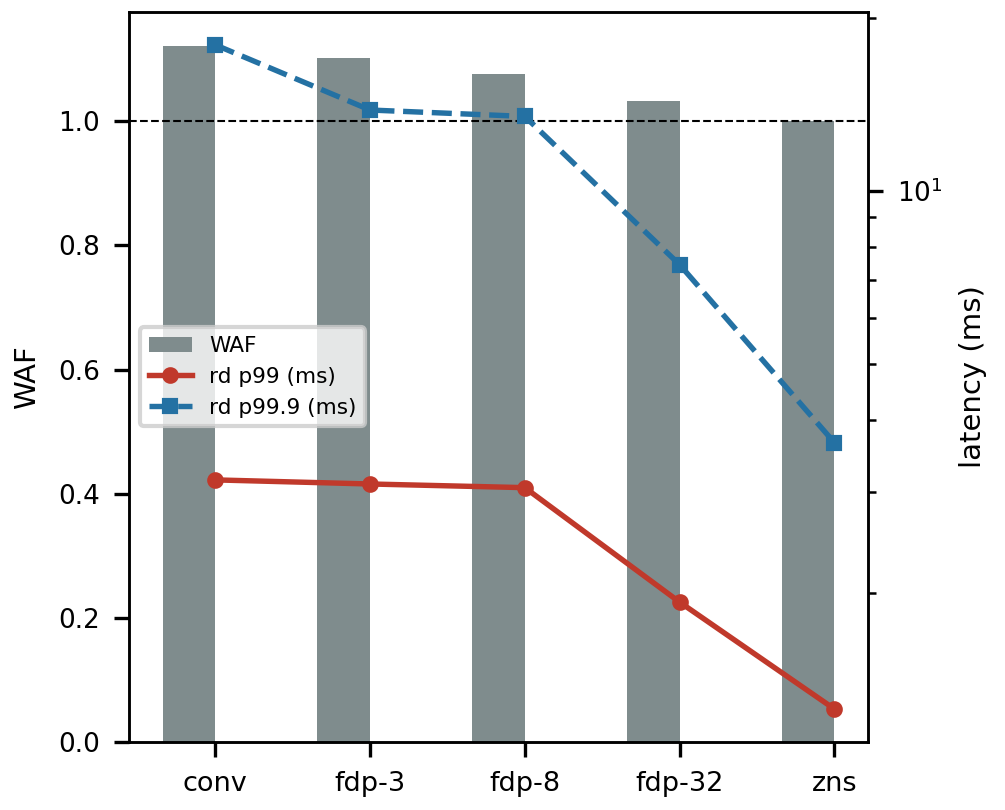 1.0
0.8
0.6
0.4
0.2
0.0
WAF
10¹
latency (ms)
WAF
rd p99 (ms)
rd p99.9 (ms)
conv fdp-3 fdp-8 fdp-32 zns